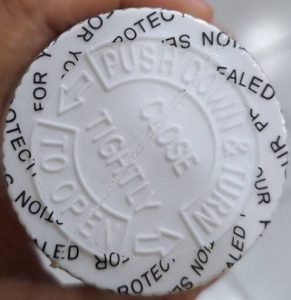 PUSH DOWN & TURN
TO OPEN
CLOSE
TIGHTLY
SEALED FOR YOUR PROTECTION